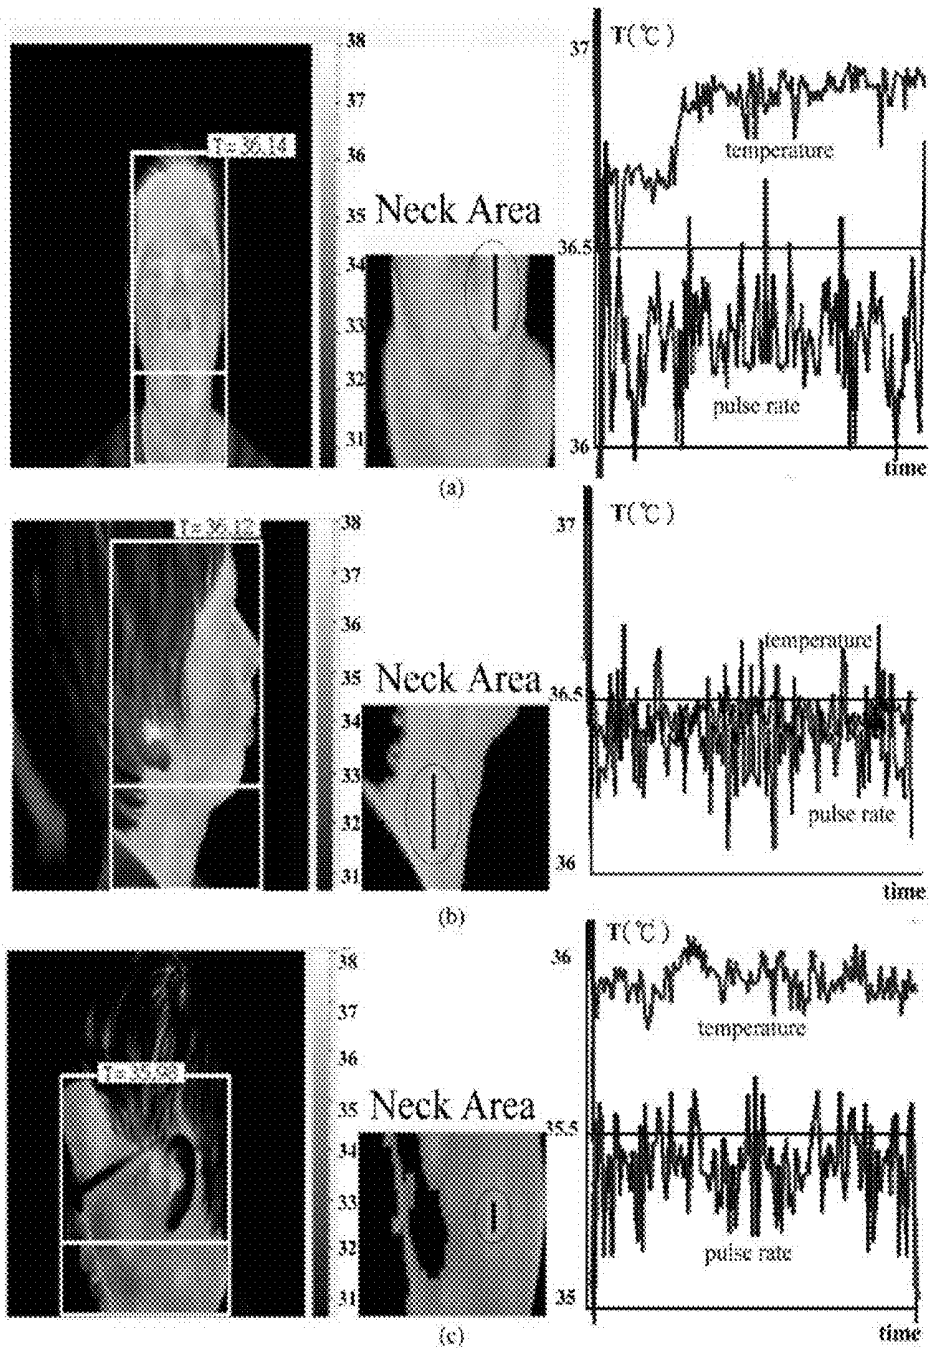 T= 36.14
38
37
36
35
34
33
32
31
Neck Area
T(℃)
37
36.5
36
temperature
pulse rate
time
(a)
T= 36.12
38
37
36
35
34
33
32
31
Neck Area
T(℃)
37
36.5
36
temperature
pulse rate
time
(b)
38
37
36
35
34
33
32
31
Neck Area
T(℃)
36
35.5
35
temperature
pulse rate
time
(c)